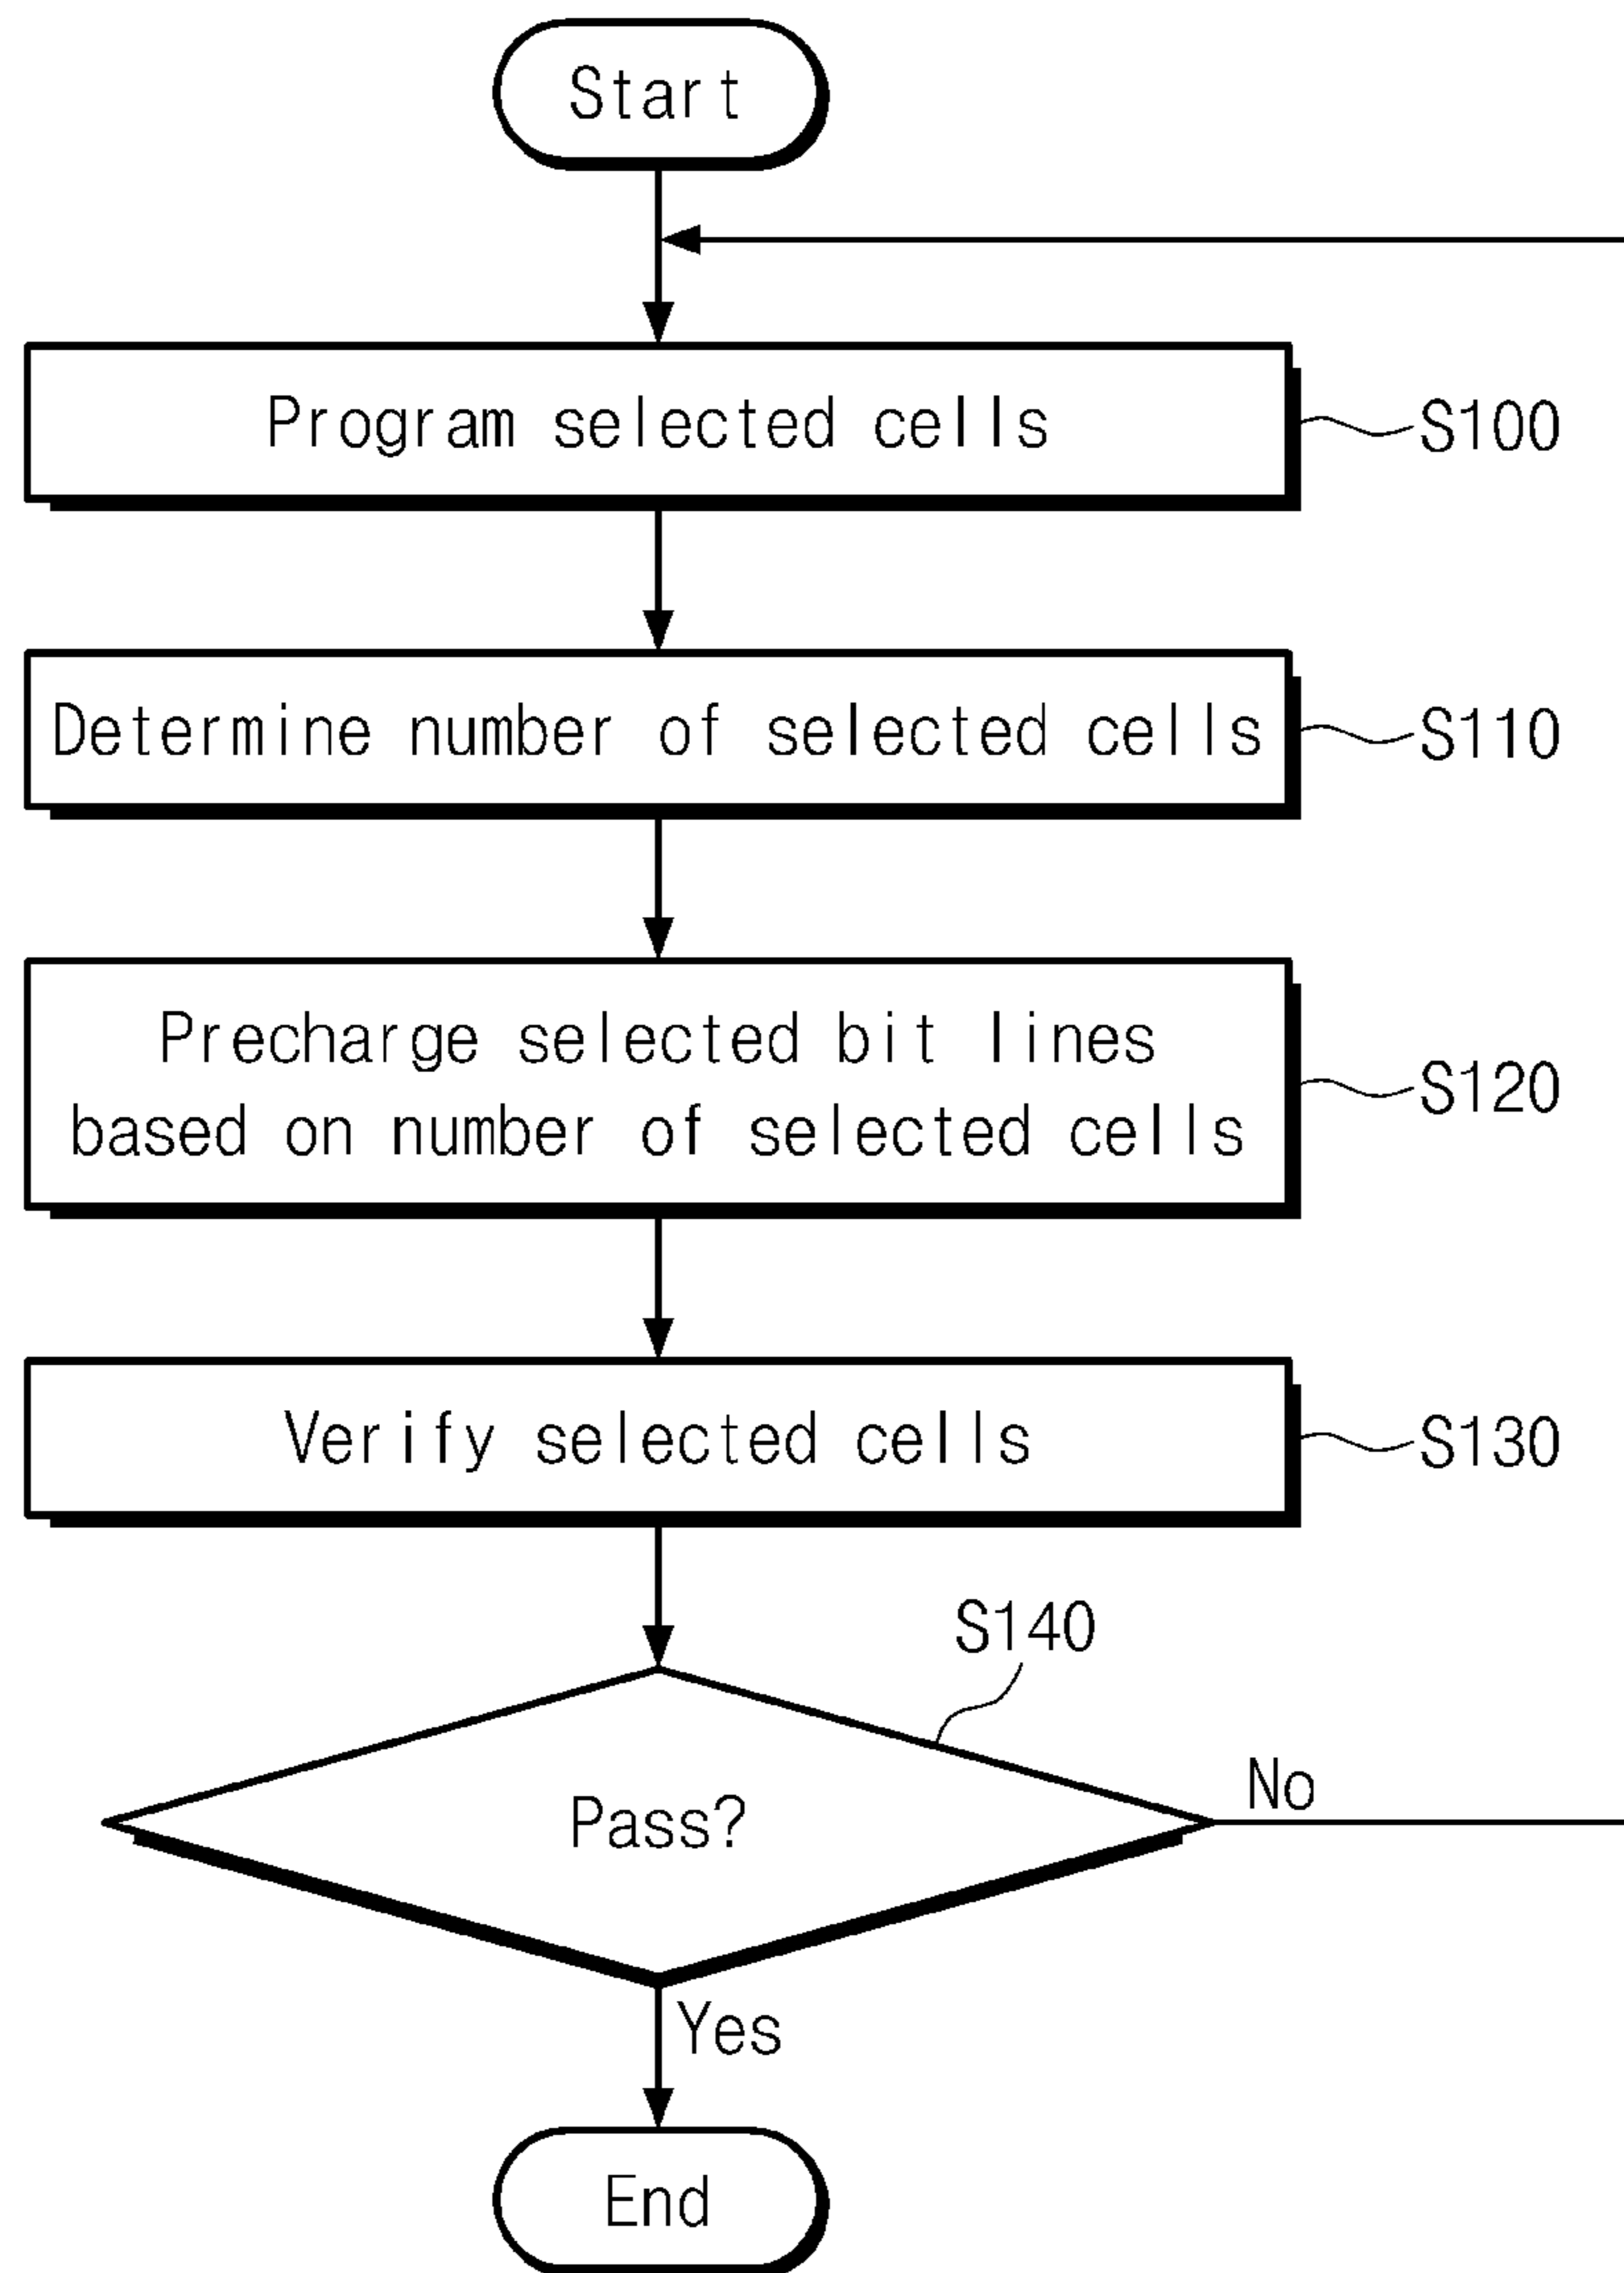 Start
Program selected cells
S100
Determine number of selected cells
S110
Precharge selected bit lines
based on number of selected cells
S120
Verify selected cells
S130
S140
Pass?
No
Yes
End